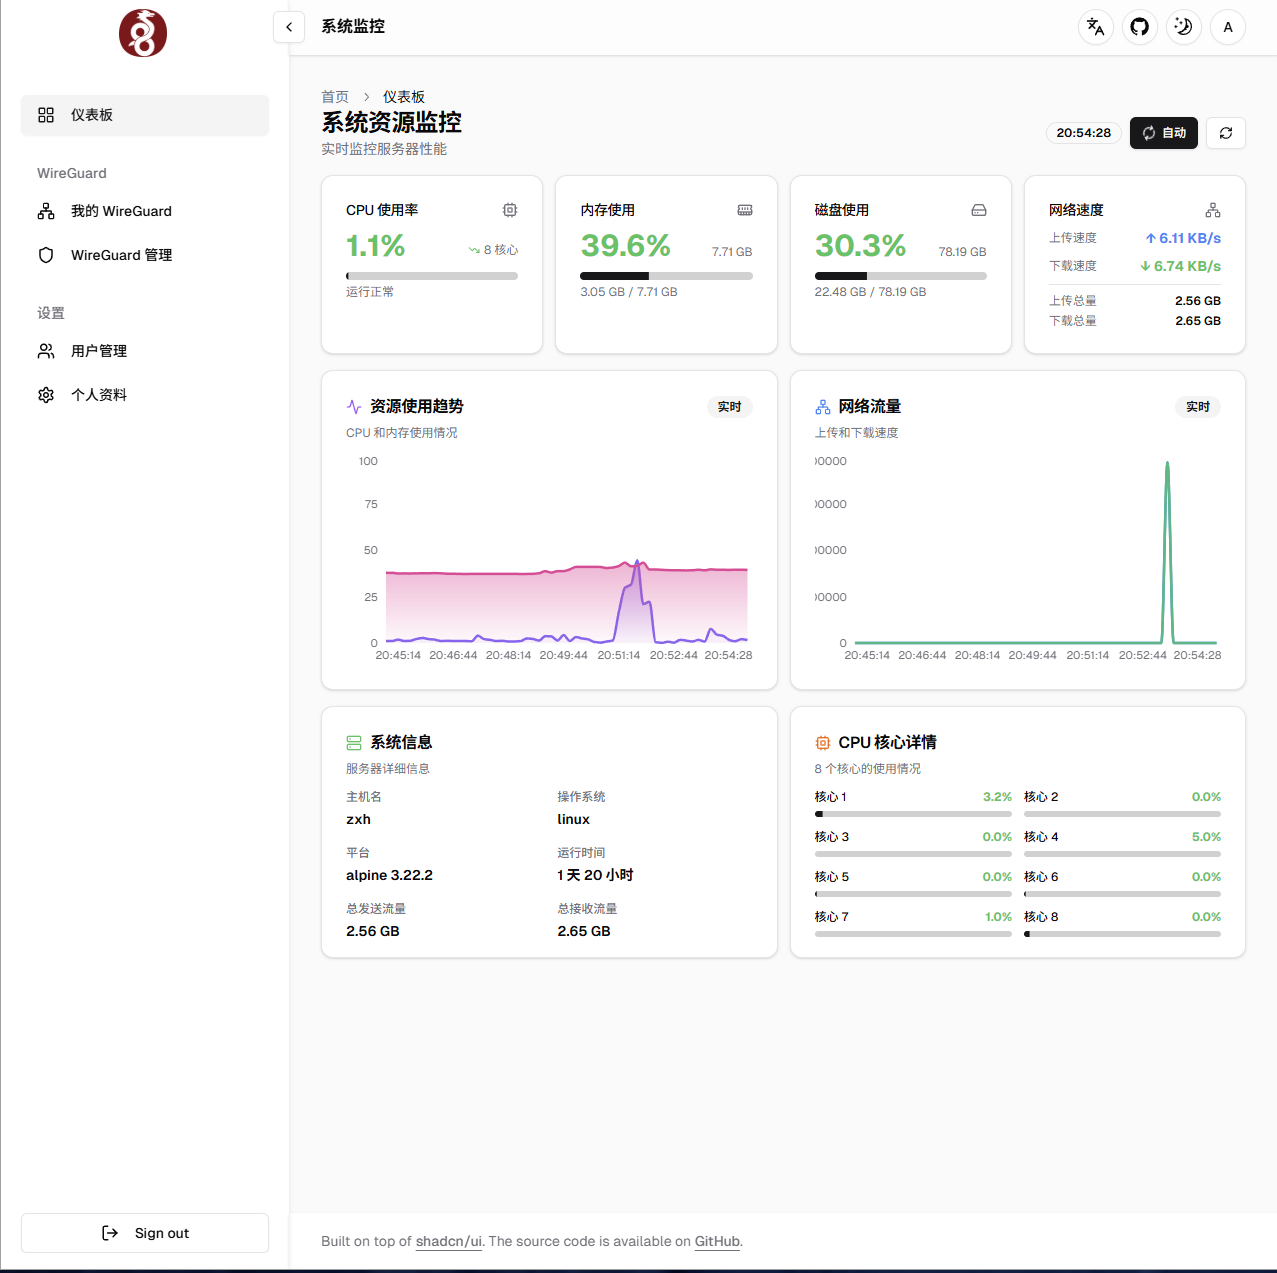 系统监控
A
仪表板
WireGuard
我的 WireGuard
WireGuard 管理
设置
用户管理
个人资料
Sign out
首页 > 仪表板
系统资源监控
实时监控服务器性能
20:54:28
自动
CPU 使用率
1.1%
8 核心
运行正常
内存使用
39.6%
7.71 GB
3.05 GB / 7.71 GB
磁盘使用
30.3%
78.19 GB
22.48 GB / 78.19 GB
网络速度
上传速度 ↑ 6.11 KB/s
下载速度 ↓ 6.74 KB/s
上传总量 2.56 GB
下载总量 2.65 GB
资源使用趋势
实时
CPU 和内存使用情况
100
75
50
25
0
20:45:14 20:46:44 20:48:14 20:49:44 20:51:14 20:52:44 20:54:28
网络流量
实时
上传和下载速度
00000
00000
00000
00000
0
20:45:14 20:46:44 20:48:14 20:49:44 20:51:14 20:52:44 20:54:28
系统信息
服务器详细信息
主机名
zxh
操作系统
linux
平台
alpine 3.22.2
运行时间
1 天 20 小时
总发送流量
2.56 GB
总接收流量
2.65 GB
CPU 核心详情
8 个核心的使用情况
核心 1 3.2%
核心 2 0.0%
核心 3 0.0%
核心 4 5.0%
核心 5 0.0%
核心 6 0.0%
核心 7 1.0%
核心 8 0.0%
Built on top of shadcn/ui. The source code is available on GitHub.